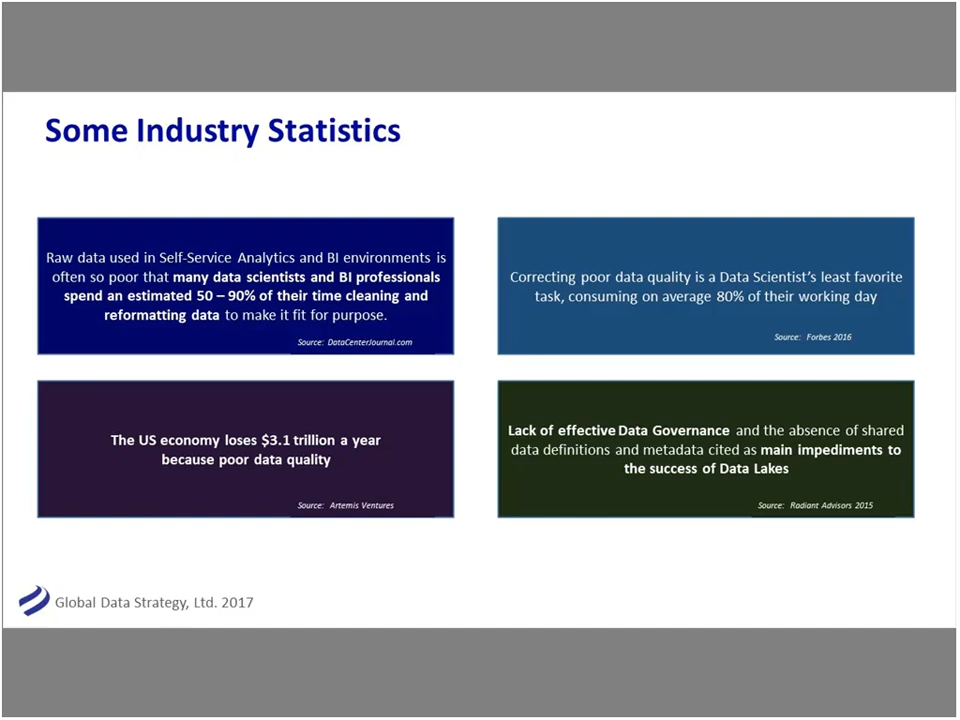 Some Industry Statistics
Raw data used in Self-Service Analytics and BI environments is
often so poor that many data scientists and BI professionals
spend an estimated 50 – 90% of their time cleaning and
reformatting data to make it fit for purpose.
Source: DataCenterJournal.com
Correcting poor data quality is a Data Scientist's least favorite
task, consuming on average 80% of their working day
Source: Forbes 2016
The US economy loses $3.1 trillion a year
because poor data quality
Source: Artemis Ventures
Lack of effective Data Governance and the absence of shared
data definitions and metadata cited as main impediments to
the success of Data Lakes
Source: Radiant Advisors 2015
Global Data Strategy, Ltd. 2017